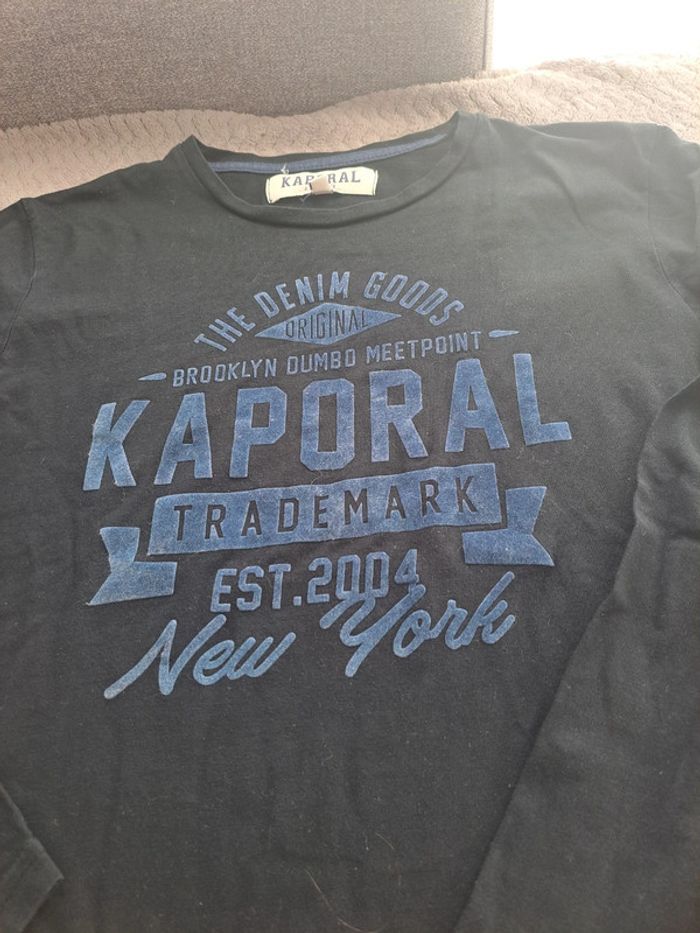 KAPORAL
THE DENIM GOODS
ORIGINAL
BROOKLYN DUMBO MEETPOINT
KAPORAL
TRADEMARK
EST.2004
New York